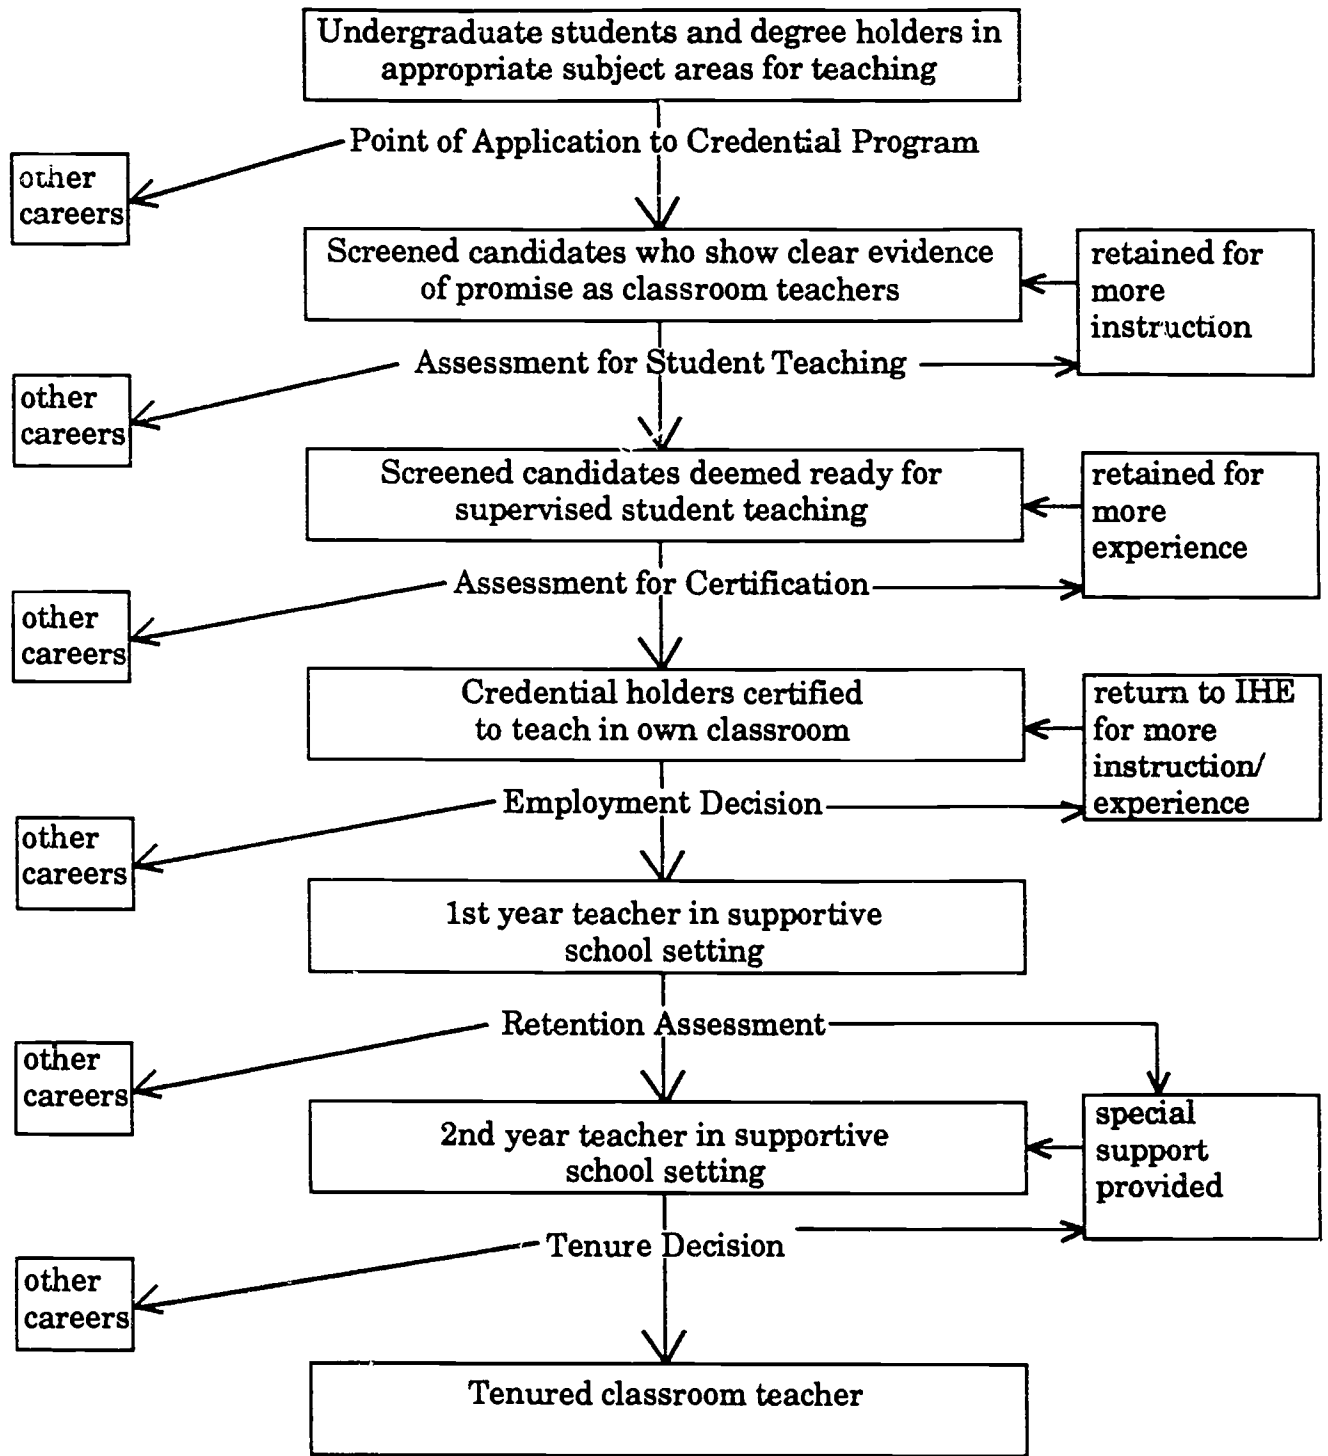 Undergraduate students and degree holders in
appropriate subject areas for teaching
Point of Application to Credential Program
other
careers
Screened candidates who show clear evidence
of promise as classroom teachers
retained for
more
instruction
Assessment for Student Teaching
other
careers
Screened candidates deemed ready for
supervised student teaching
retained for
more
experience
Assessment for Certification
other
careers
Credential holders certified
to teach in own classroom
return to IHE
for more
instruction/
experience
Employment Decision
other
careers
1st year teacher in supportive
school setting
Retention Assessment
other
careers
2nd year teacher in supportive
school setting
special
support
provided
Tenure Decision
other
careers
Tenured classroom teacher